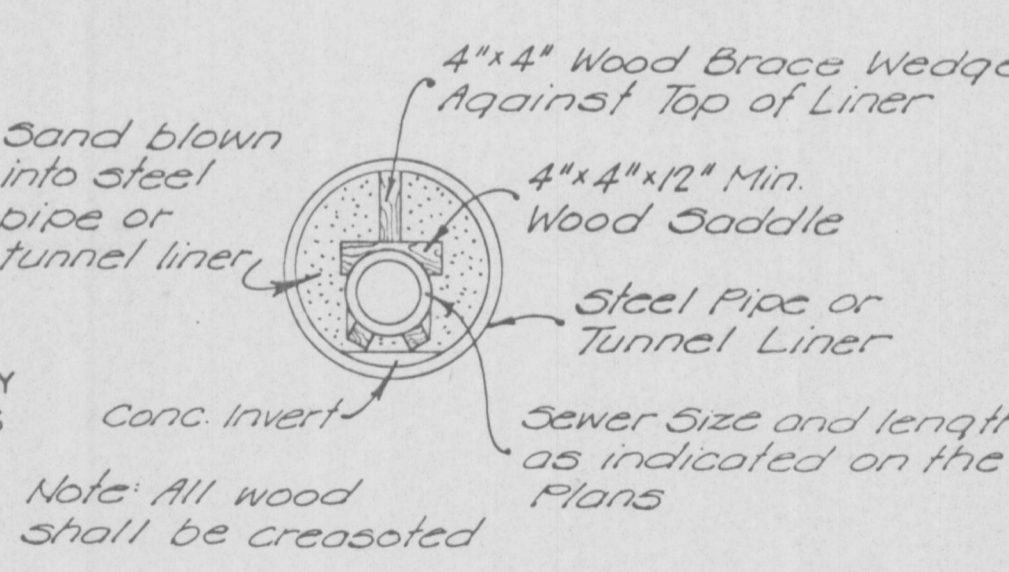 4"x4" Wood Brace Wedge
Against Top of Liner
Sand blown
into steel
pipe or
tunnel liner
4"x4"x12" Min.
Wood Saddle
Steel Pipe or
Tunnel Liner
Conc. Invert
Sewer Size and length
as indicated on the
Plans
Note: All wood
shall be creasoted